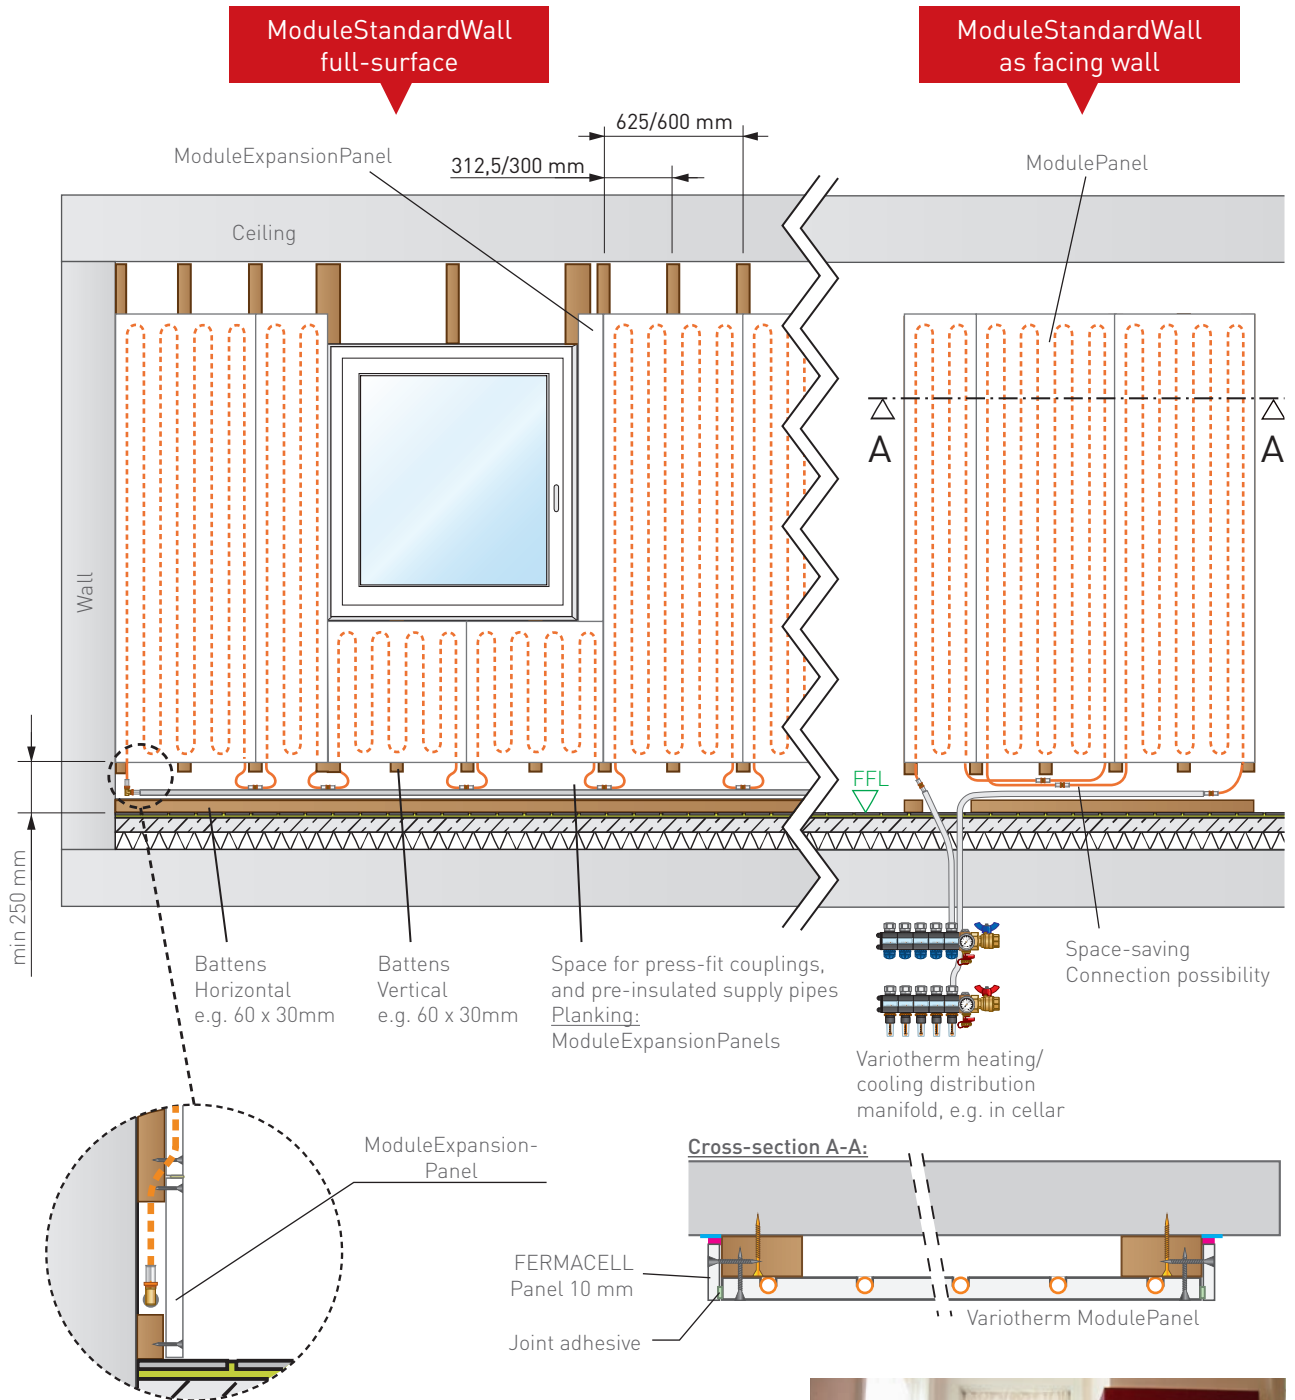 ModuleStandardWall
full-surface
ModuleStandardWall
as facing wall
625/600 mm
ModuleExpansionPanel
312,5/300 mm
ModulePanel
Ceiling
A
A
Wall
FFL
min 250 mm
Battens
Horizontal
e.g. 60 x 30mm
Battens
Vertical
e.g. 60 x 30mm
Space for press-fit couplings,
and pre-insulated supply pipes
Planking:
ModuleExpansionPanels
Space-saving
Connection possibility
Variotherm heating/
cooling distribution
manifold, e.g. in cellar
ModuleExpansion-
Panel
Cross-section A-A:
FERMACELL
Panel 10 mm
Joint adhesive
Variotherm ModulePanel